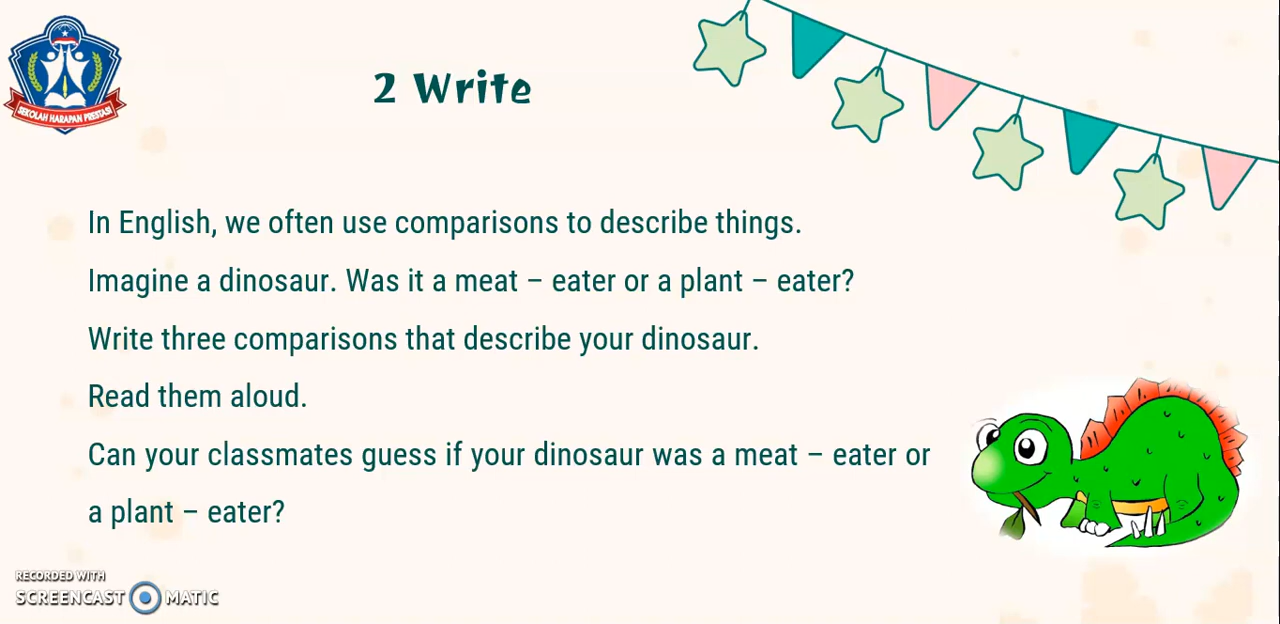 SEKOLAH HARAPAN PRESTASI
2 Write
In English, we often use comparisons to describe things.
Imagine a dinosaur. Was it a meat – eater or a plant – eater?
Write three comparisons that describe your dinosaur.
Read them aloud.
Can your classmates guess if your dinosaur was a meat – eater or
a plant – eater?
RECORDED WITH
SCREENCAST MATIC